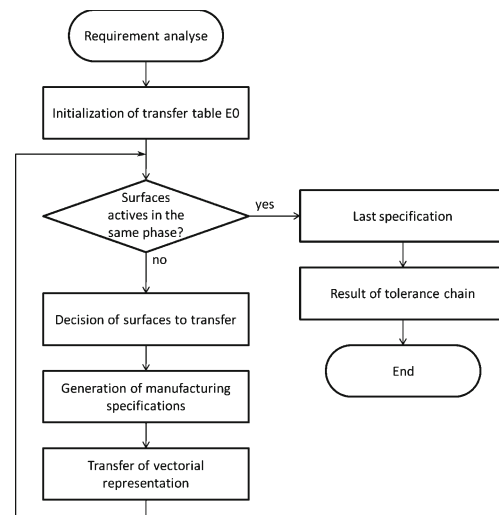 Requirement analyse
Initialization of transfer table E0
Surfaces
actives in the
same phase?
yes
no
Last specification
Result of tolerance chain
End
Decision of surfaces to transfer
Generation of manufacturing
specifications
Transfer of vectorial
representation